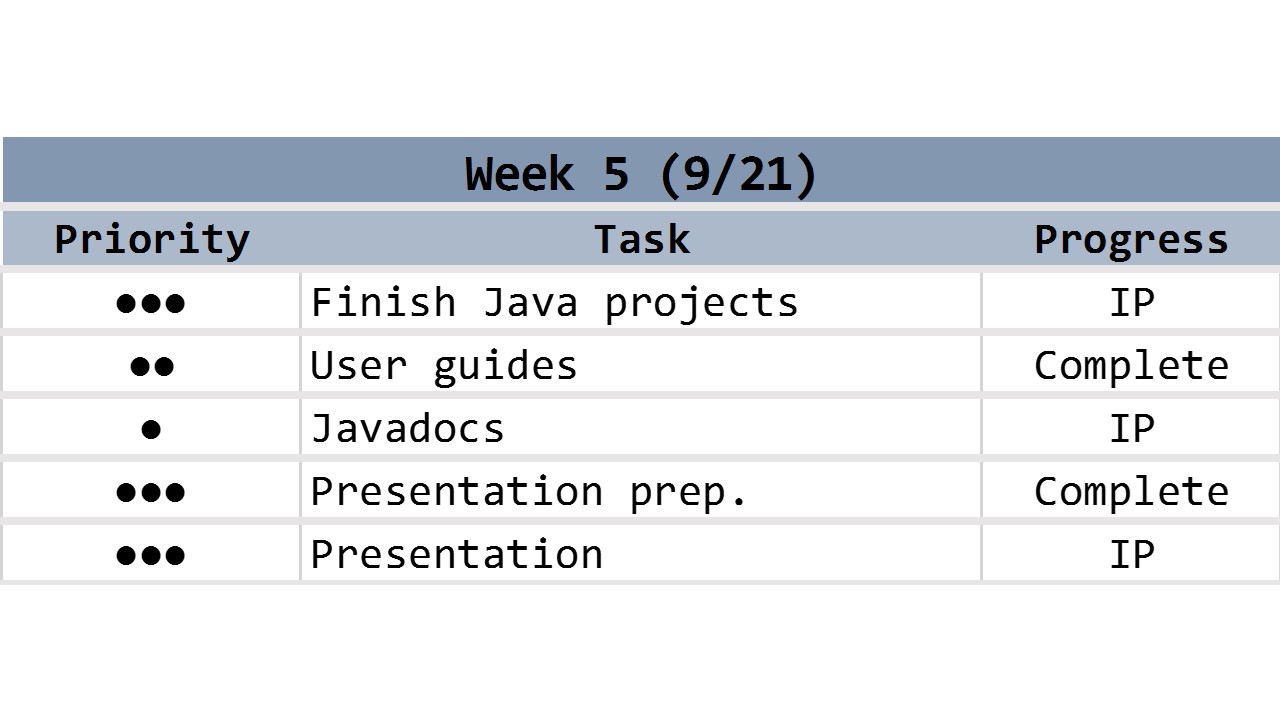 Week 5 (9/21)
Priority Task Progress
●●● Finish Java projects IP
●● User guides Complete
● Javadocs IP
●●● Presentation prep. Complete
●●● Presentation IP